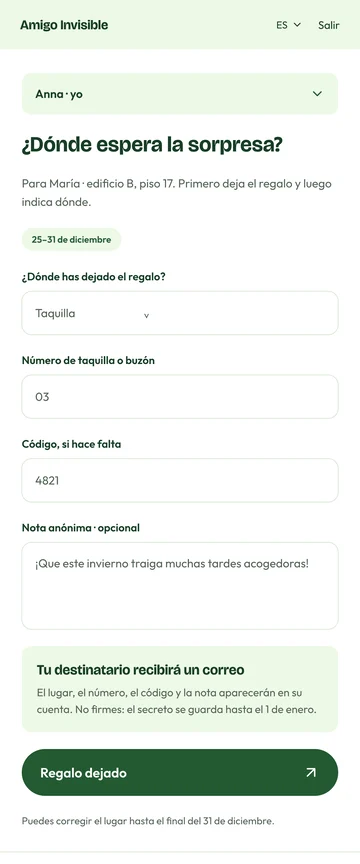 Amigo Invisible
ES
Salir
Anna · yo
¿Dónde espera la sorpresa?
Para María · edificio B, piso 17. Primero deja el regalo y luego
indica dónde.
25–31 de diciembre
¿Dónde has dejado el regalo?
Taquilla
Número de taquilla o buzón
03
Código, si hace falta
4821
Nota anónima · opcional
¡Que este invierno traiga muchas tardes acogedoras!
Tu destinatario recibirá un correo
El lugar, el número, el código y la nota aparecerán en su
cuenta. No firmes: el secreto se guarda hasta el 1 de enero.
Regalo dejado
Puedes corregir el lugar hasta el final del 31 de diciembre.